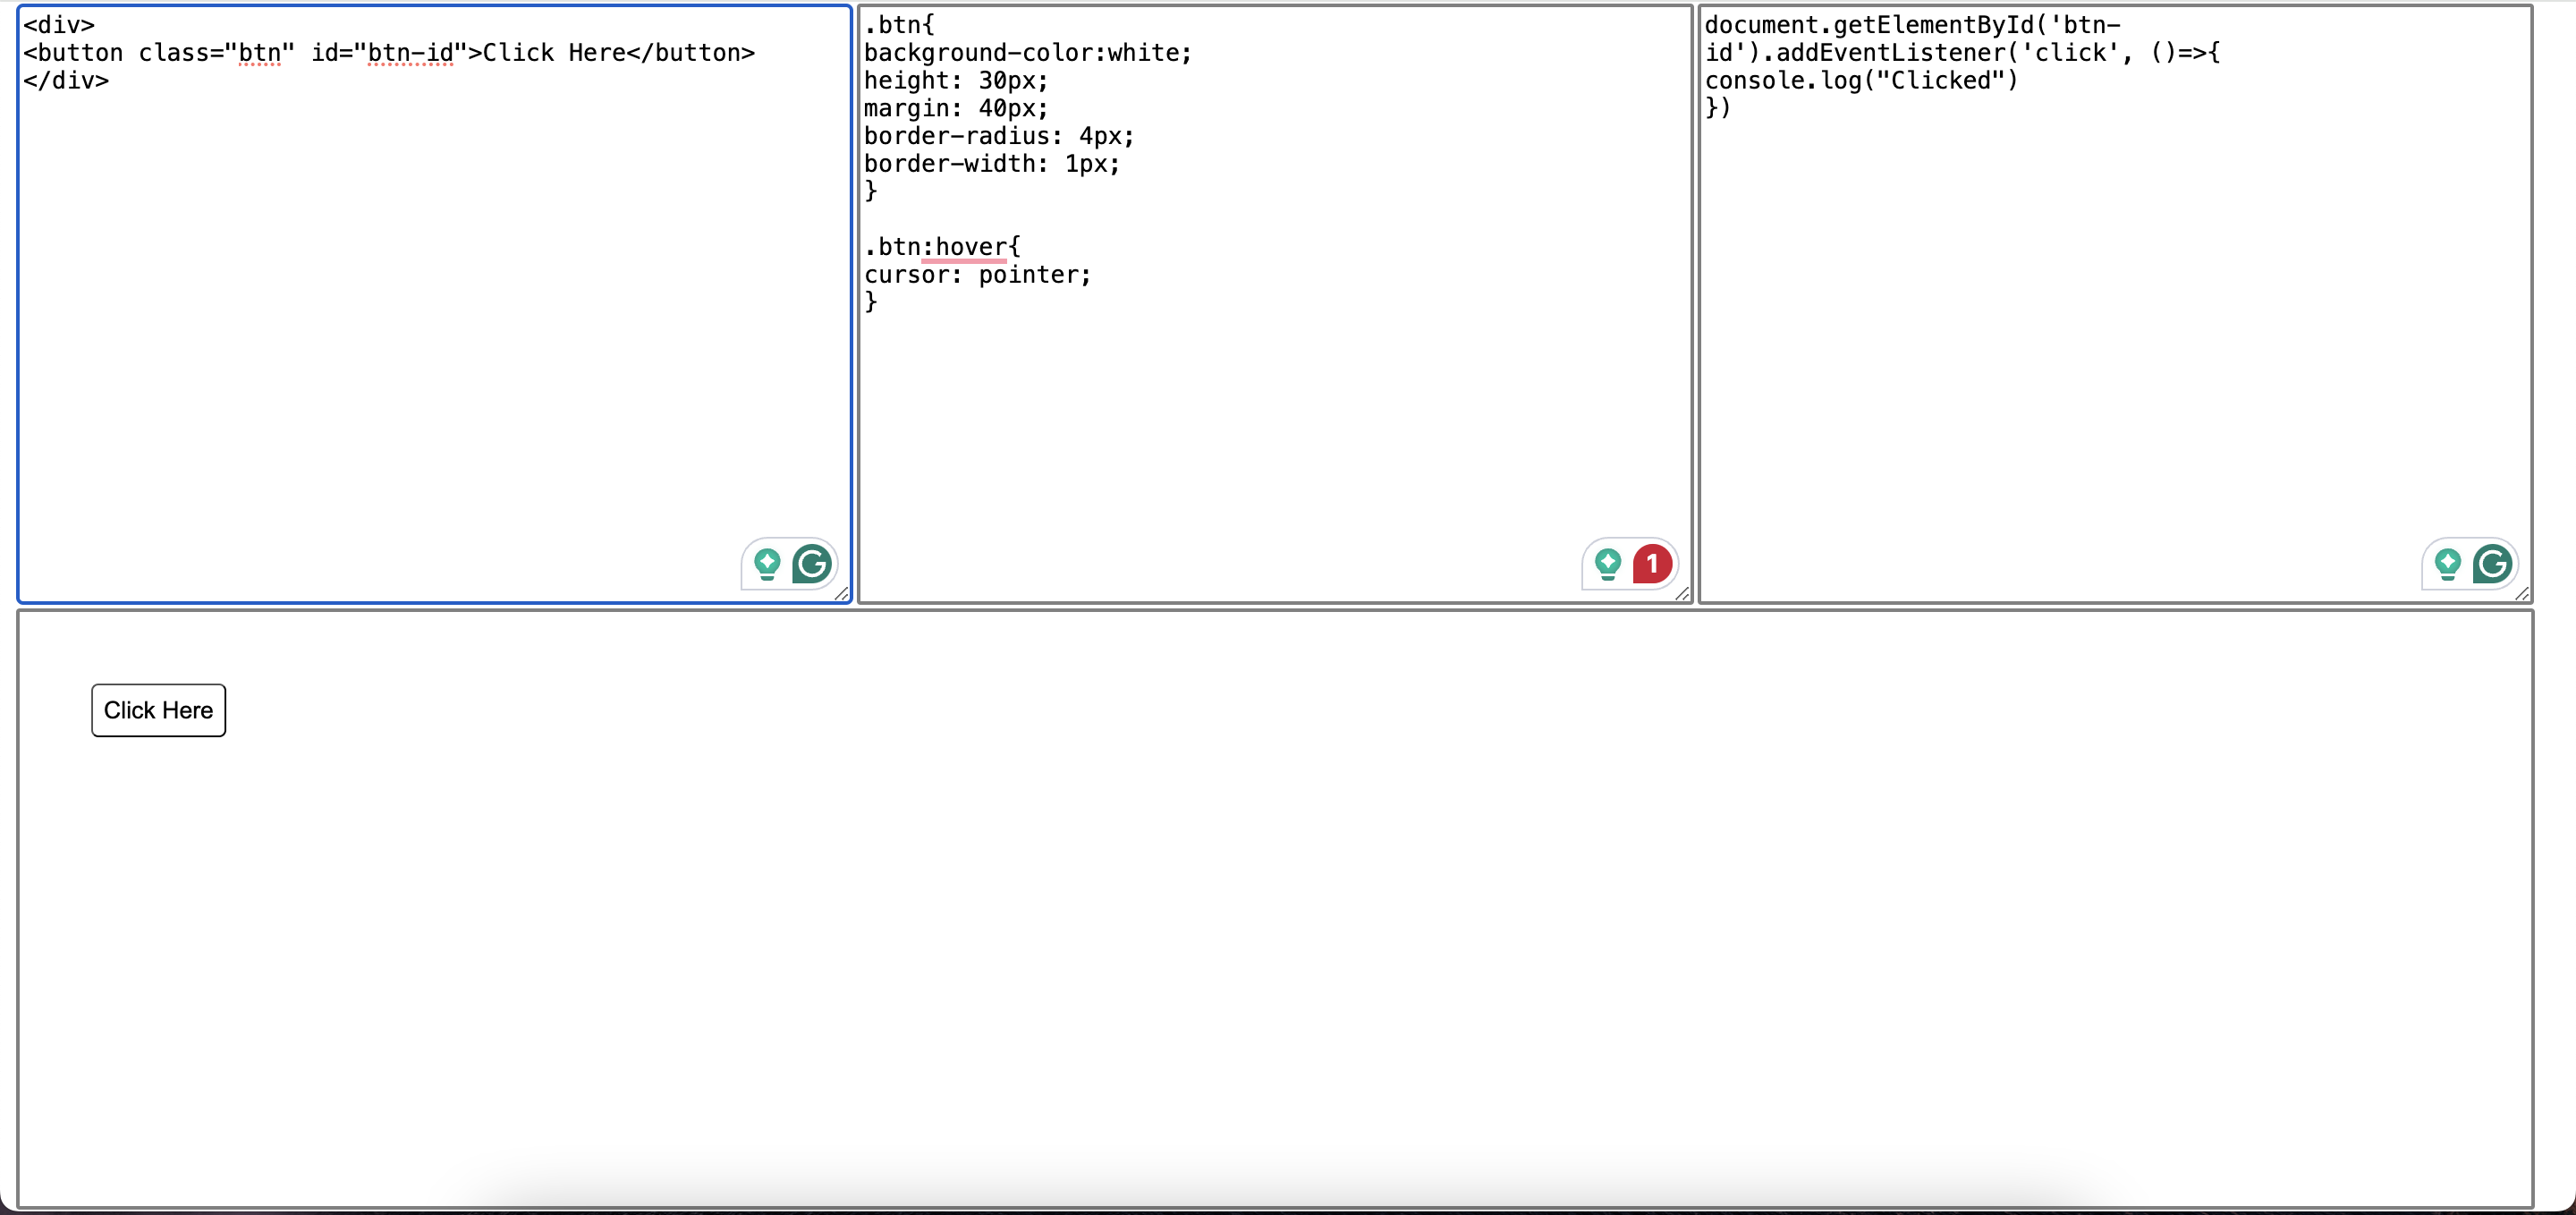 <div>
<button class="btn" id="btn-id">Click Here</button>
</div>
.btn{
background-color:white;
height: 30px;
margin: 40px;
border-radius: 4px;
border-width: 1px;
}
.btn:hover{
cursor: pointer;
}
document.getElementById('btn-
id').addEventListener('click', ()=>{
console.log("Clicked")
})
1
Click Here